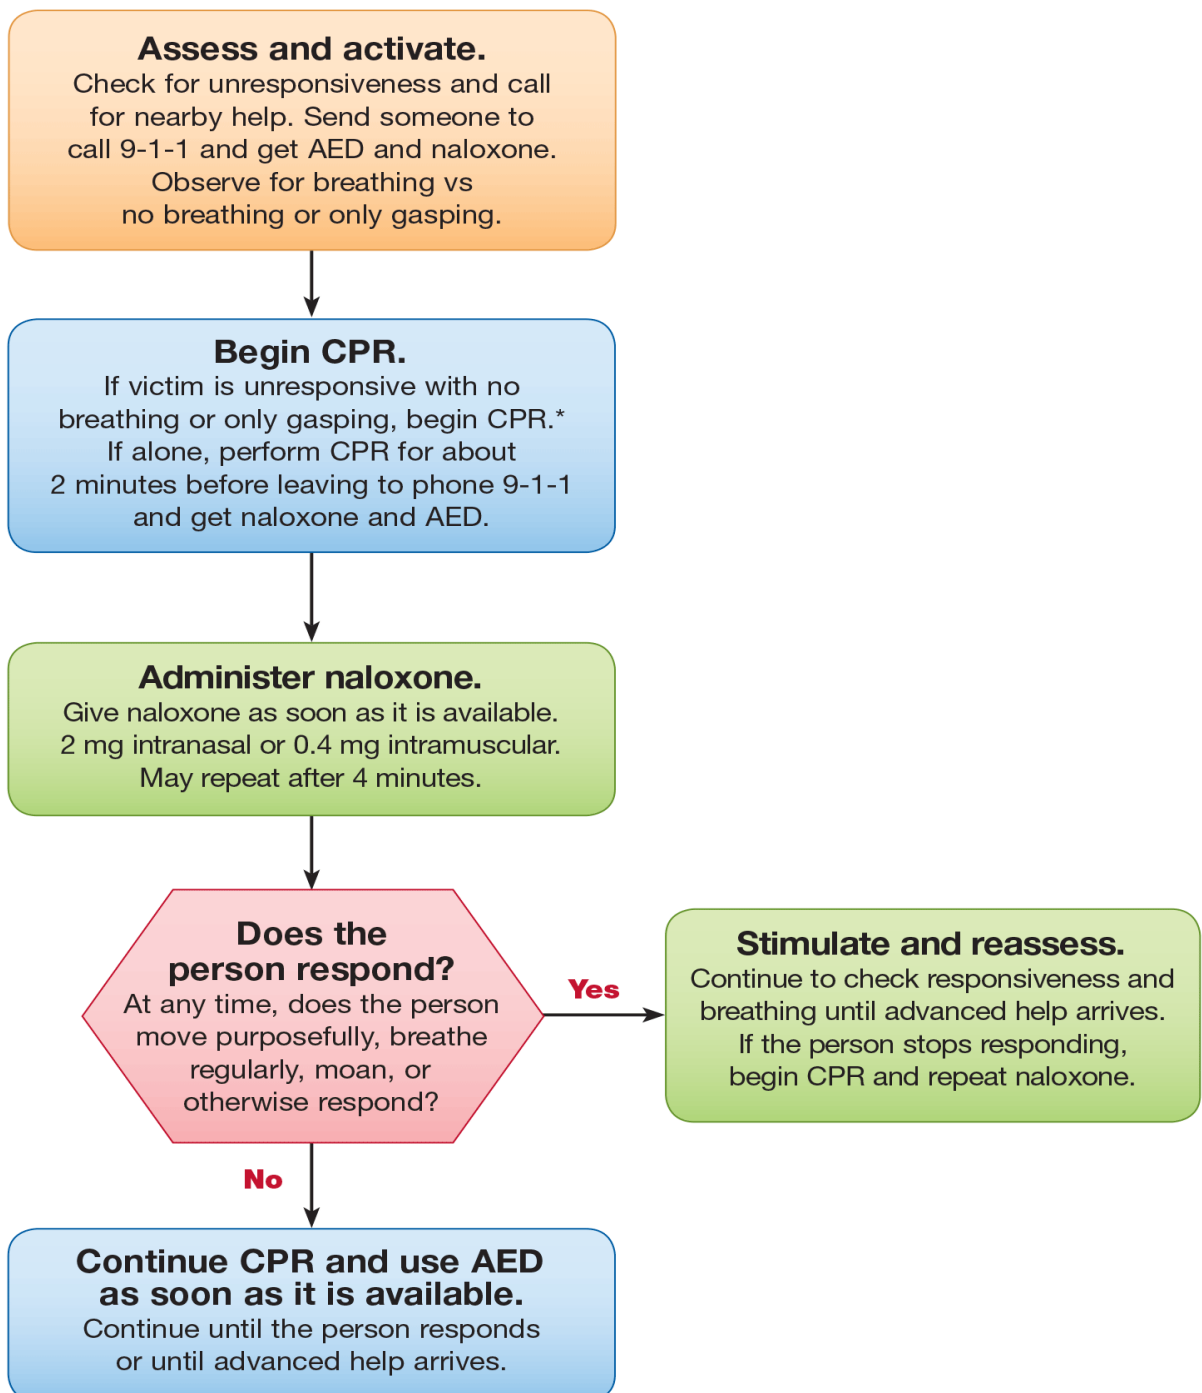 Assess and activate.
Check for unresponsiveness and call
for nearby help. Send someone to
call 9-1-1 and get AED and naloxone.
Observe for breathing vs
no breathing or only gasping.
Begin CPR.
If victim is unresponsive with no
breathing or only gasping, begin CPR.*
If alone, perform CPR for about
2 minutes before leaving to phone 9-1-1
and get naloxone and AED.
Administer naloxone.
Give naloxone as soon as it is available.
2 mg intranasal or 0.4 mg intramuscular.
May repeat after 4 minutes.
Does the
person respond?
At any time, does the person
move purposefully, breathe
regularly, moan, or
otherwise respond?
Yes
Stimulate and reassess.
Continue to check responsiveness and
breathing until advanced help arrives.
If the person stops responding,
begin CPR and repeat naloxone.
No
Continue CPR and use AED
as soon as it is available.
Continue until the person responds
or until advanced help arrives.